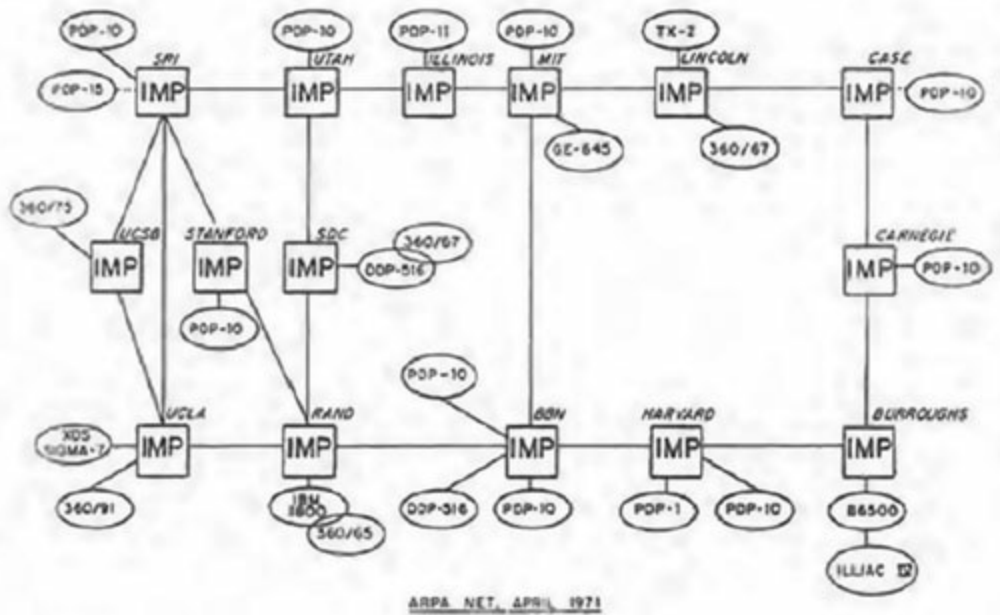 PDP-10
PDP-10
PDP-11
PDP-10
TX-2
SRI
UTAH
ILLINOIS
MIT
LINCOLN
CASE
PDP-15
IMP
IMP
IMP
IMP
IMP
IMP
PDP-10
GE-645
360/67
360/75
UCSB
STANFORD
SDC
360/67
CARNEGIE
IMP
IMP
IMP
DDP-516
IMP
PDP-10
PDP-10
PDP-10
UCLA
RAND
BBN
HARVARD
BURROUGHS
XDS
SIGMA-7
IMP
IMP
IMP
IMP
IMP
360/91
IBM
1800
360/65
DDP-516
PDP-10
PDP-1
PDP-10
B6500
ILLIAC IV
ARPA NET, APRIL 1971